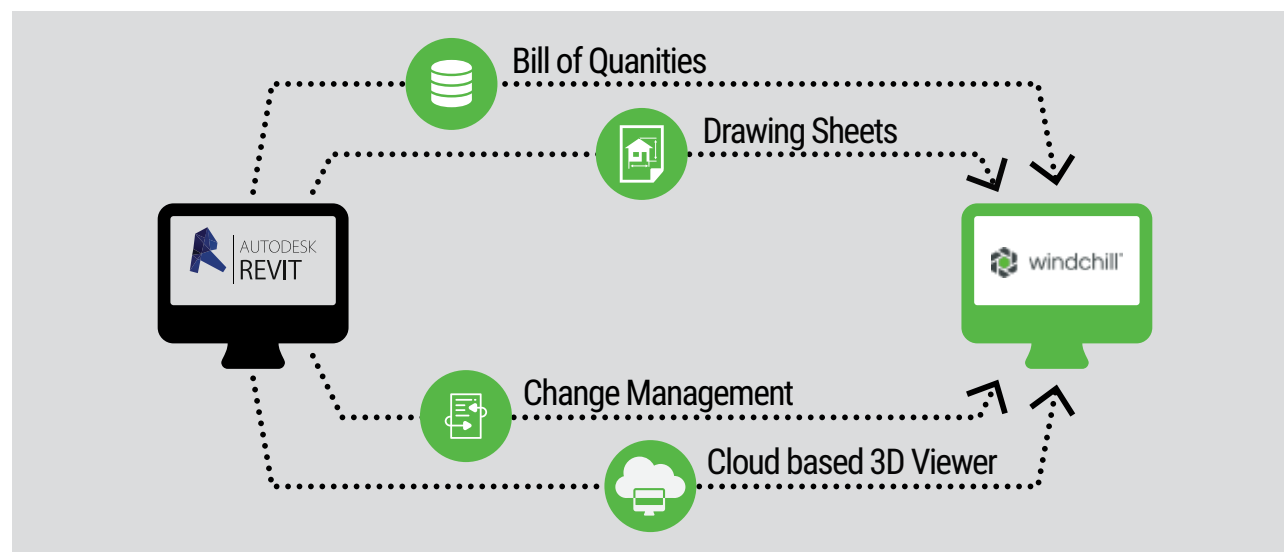 Bill of Quanities
Drawing Sheets
AUTODESK
REVIT
windchill
Change Management
Cloud based 3D Viewer